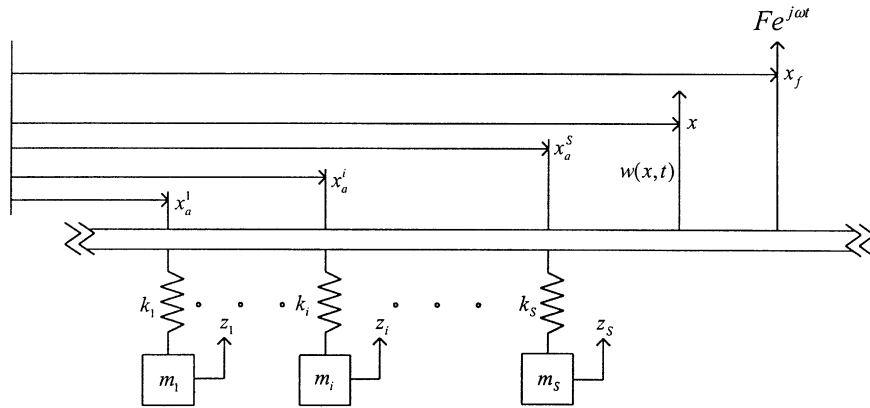 Fe^{jωt}
x_f
x
x_a^S
w(x,t)
x_a^i
x_a^1
k_1
k_i
k_S
z_1
z_i
z_S
m_1
m_i
m_S